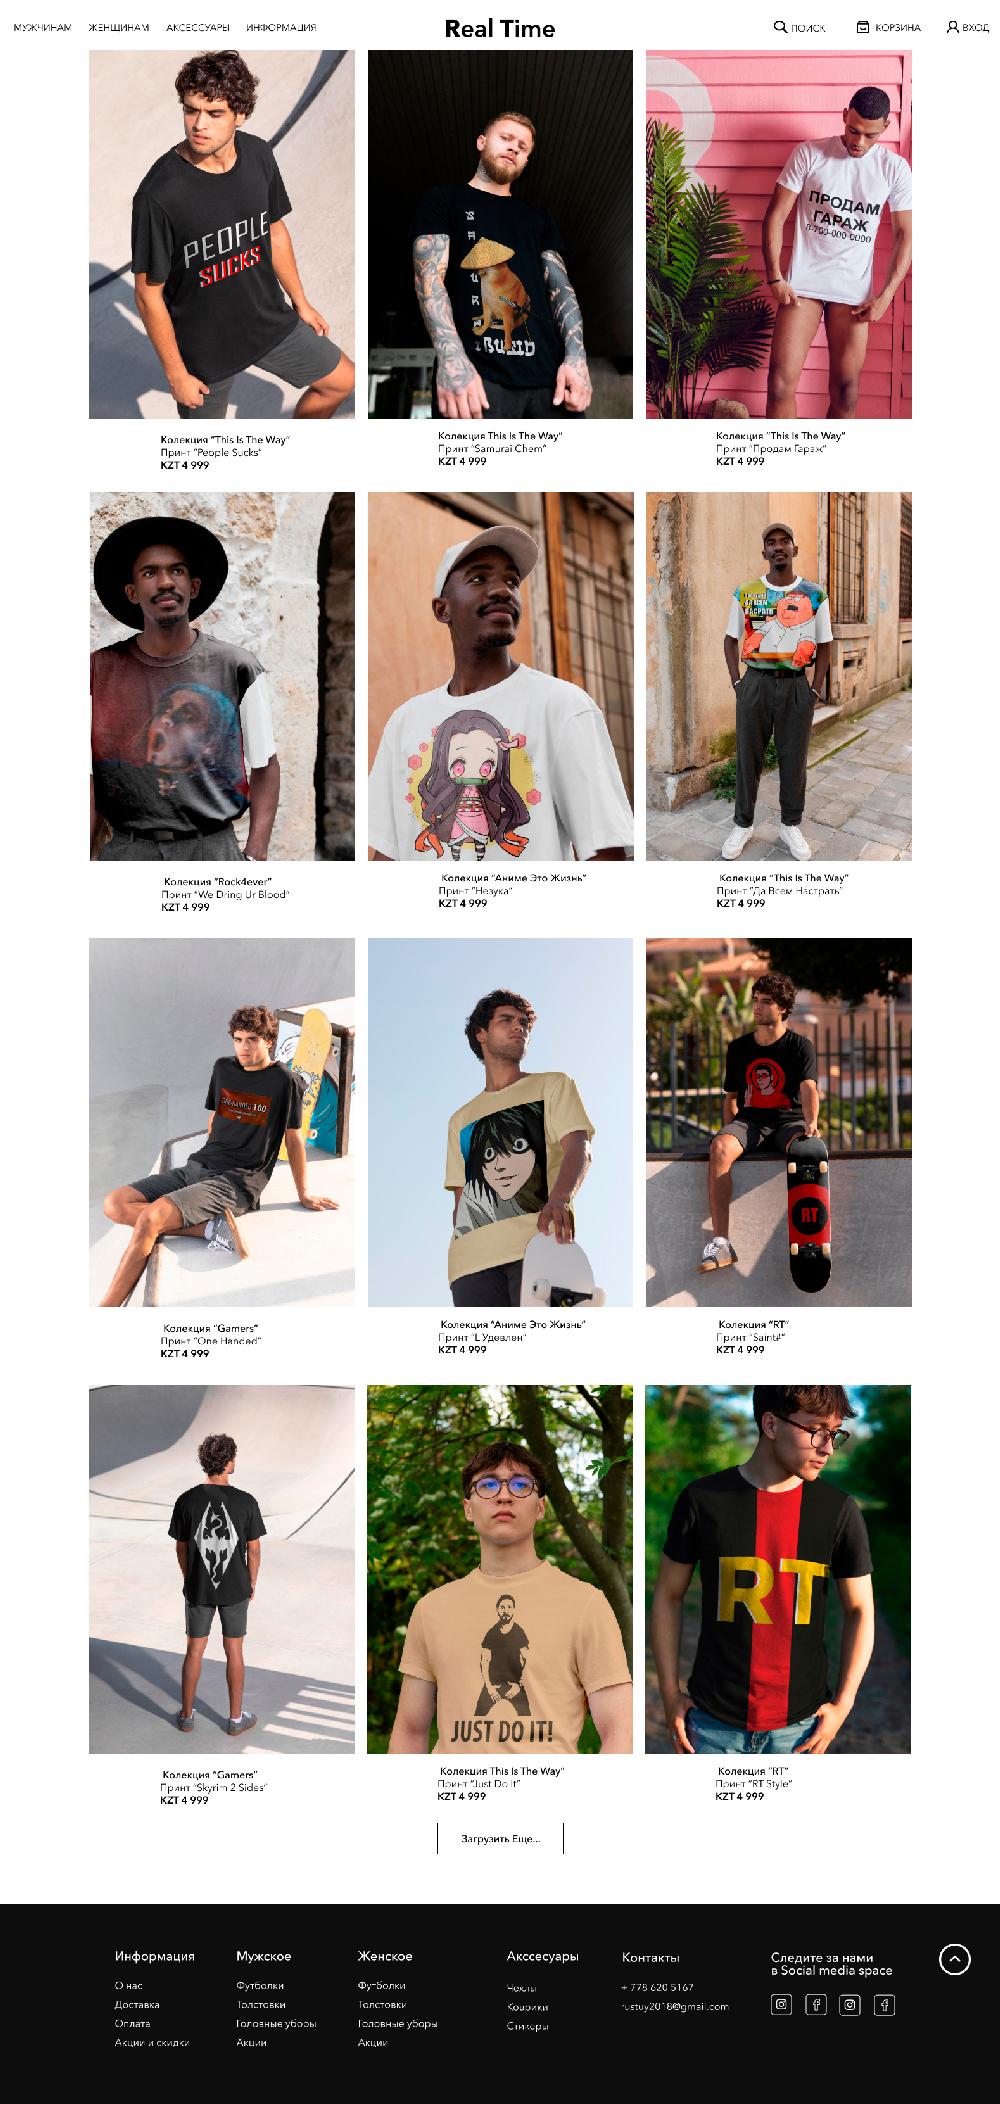 МУЖЧИНАМ ЖЕНЩИНАМ АКСЕССУАРЫ ИНФОРМАЦИЯ
Real Time
ПОИСК КОРЗИНА ВХОД
PEOPLE
SUCKS
ПРОДАМ
ГАРАЖ
8-700-000-0000
Колекция "This Is The Way"
Принт "People Sucks"
KZT 4 999
Колекция This Is The Way"
Принт "Samurai Chem"
KZT 4 999
Колекция "This Is The Way"
Принт "Продам Гараж"
KZT 4 999
Колекция "Rock4ever"
Принт "We Dring Ur Blood"
KZT 4 999
Колекция "Аниме Это Жизнь"
Принт "Незука"
KZT 4 999
Колекция "This Is The Way"
Принт "Да Всем Настрать"
KZT 4 999
ONE-HANDED 100
RT
Колекция "Gamers"
Принт "One Handed"
KZT 4 999
Колекция "Аниме Это Жизнь"
Принт "L Удевлен"
KZT 4 999
Колекция "RT"
Принт "Saint#"
KZT 4 999
JUST DO IT!
RT
Колекция "Gamers"
Принт "Skyrim 2 Sides"
KZT 4 999
Колекция This Is The Way"
Принт "Just Do It"
KZT 4 999
Колекция "RT"
Принт "RT Style"
KZT 4 999
Загрузить Еще...
Информация
О нас
Доставка
Оплата
Акции и скидки
Мужское
Футболки
Толстовки
Головные уборы
Акции
Женское
Футболки
Толстовки
Головные уборы
Акции
Акссесуары
Чехлы
Коврики
Стикеры
Контакты
+ 778 620 5167
rustuy2018@gmail.com
Следите за нами
в Social media space